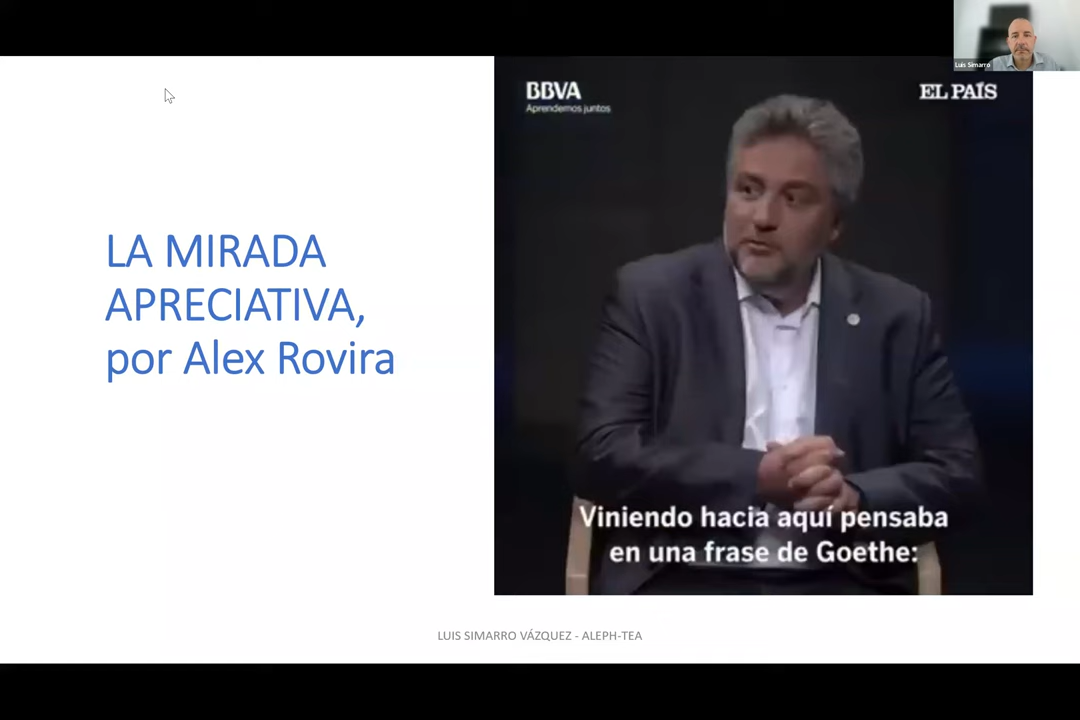 Luis Simarro
BBVA
Aprendemos juntos
EL PAÍS
LA MIRADA
APRECIATIVA,
por Alex Rovira
Viniendo hacia aquí pensaba
en una frase de Goethe:
LUIS SIMARRO VÁZQUEZ - ALEPH-TEA